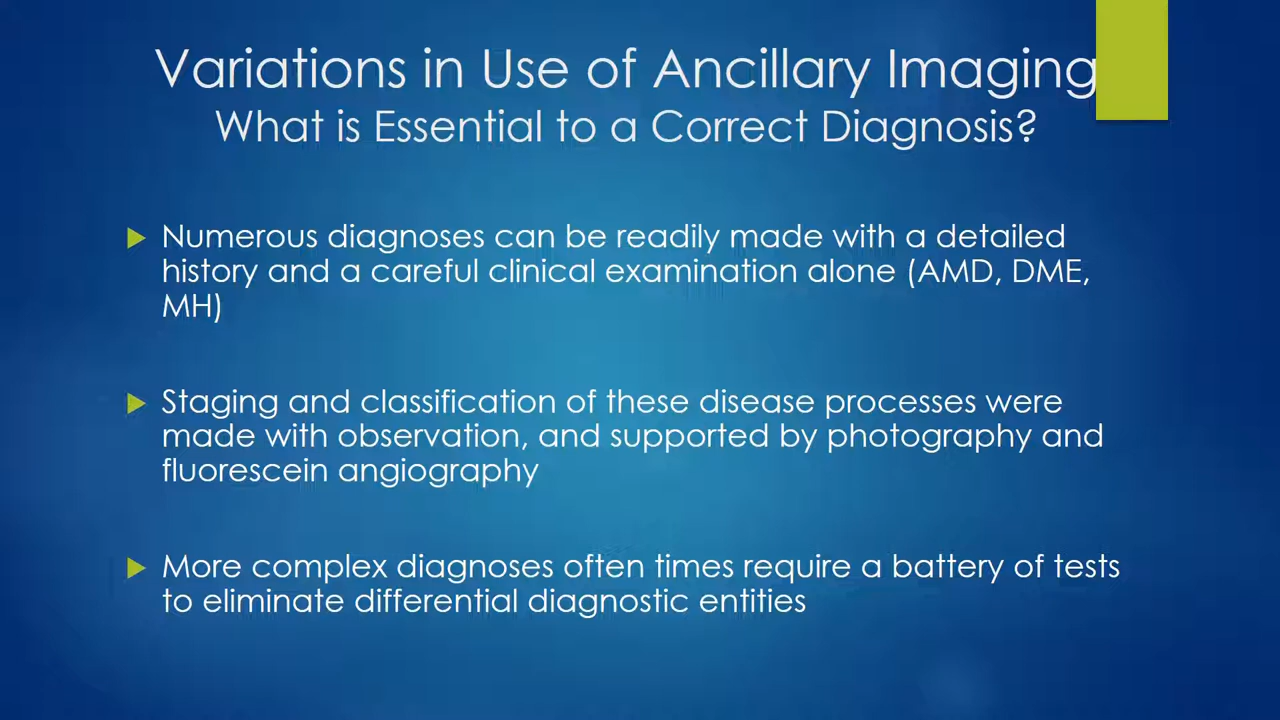 Variations in Use of Ancillary Imaging
What is Essential to a Correct Diagnosis?
Numerous diagnoses can be readily made with a detailed
history and a careful clinical examination alone (AMD, DME,
MH)
Staging and classification of these disease processes were
made with observation, and supported by photography and
fluorescein angiography
More complex diagnoses often times require a battery of tests
to eliminate differential diagnostic entities